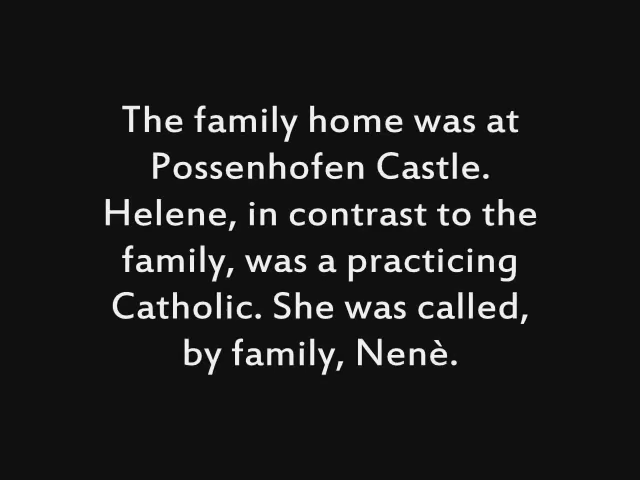 The family home was at
Possenhofen Castle.
Helene, in contrast to the
family, was a practicing
Catholic. She was called,
by family, Nenè.